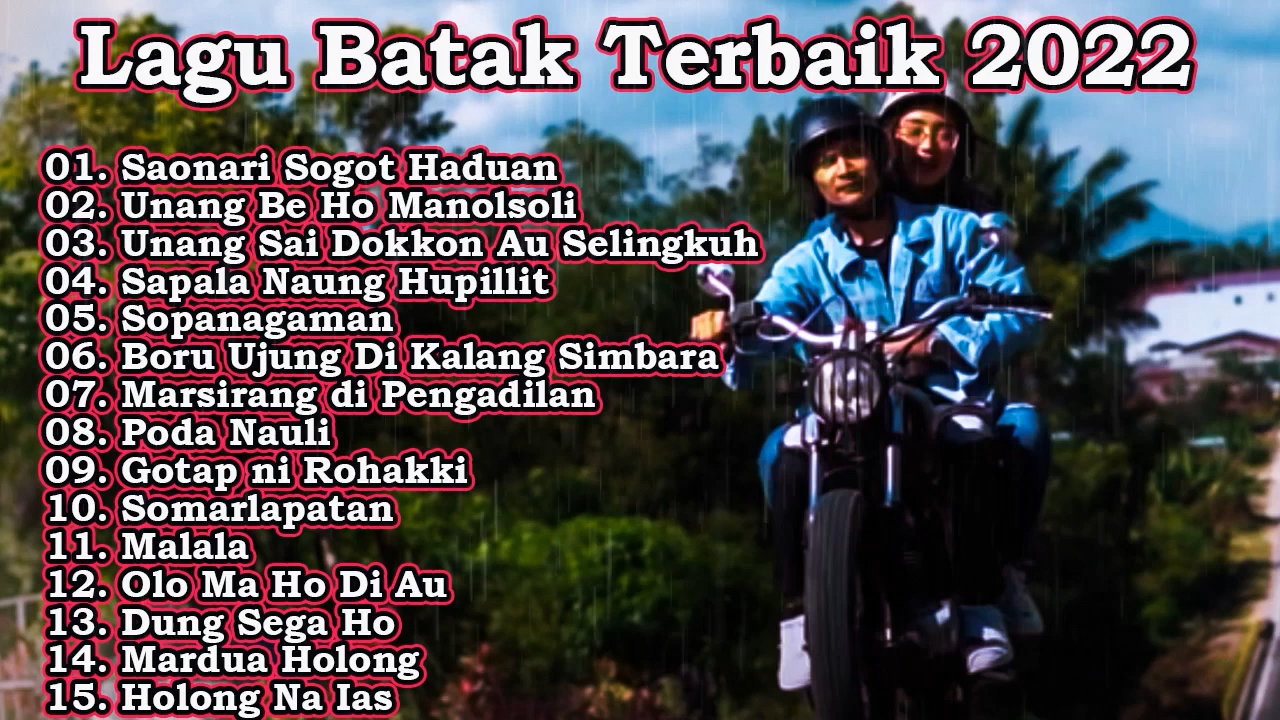 Lagu Batak Terbaik 2022
01. Saonari Sogot Haduan
02. Unang Be Ho Manolsoli
03. Unang Sai Dokkon Au Selingkuh
04. Sapala Naung Hupillit
05. Sopanagaman
06. Boru Ujung Di Kalang Simbara
07. Marsirang di Pengadilan
08. Poda Nauli
09. Gotap ni Rohakki
10. Somarlapatan
11. Malala
12. Olo Ma Ho Di Au
13. Dung Sega Ho
14. Mardua Holong
15. Holong Na Ias